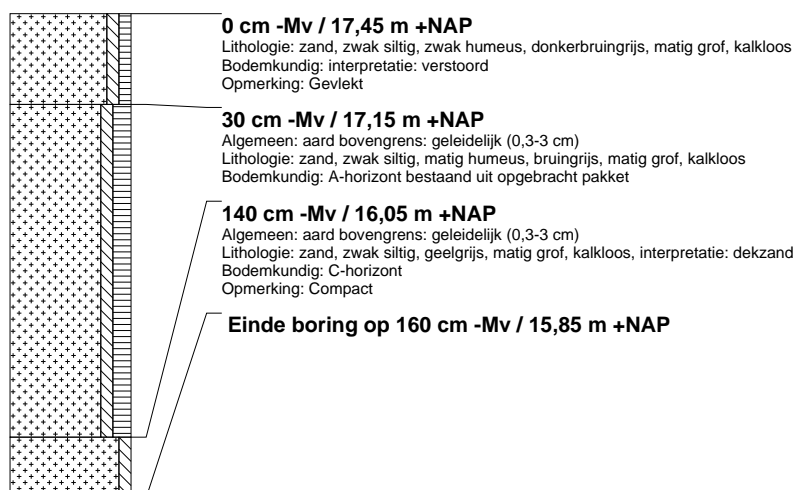 0 cm -Mv / 17,45 m +NAP
Lithologie: zand, zwak siltig, zwak humeus, donkerbruingrijs, matig grof, kalkloos
Bodemkundig: interpretatie: verstoord
Opmerking: Gevlekt
30 cm -Mv / 17,15 m +NAP
Algemeen: aard bovengrens: geleidelijk (0,3-3 cm)
Lithologie: zand, zwak siltig, matig humeus, bruingrijs, matig grof, kalkloos
Bodemkundig: A-horizont bestaand uit opgebracht pakket
140 cm -Mv / 16,05 m +NAP
Algemeen: aard bovengrens: geleidelijk (0,3-3 cm)
Lithologie: zand, zwak siltig, geelgrijs, matig grof, kalkloos, interpretatie: dekzand
Bodemkundig: C-horizont
Opmerking: Compact
Einde boring op 160 cm -Mv / 15,85 m +NAP